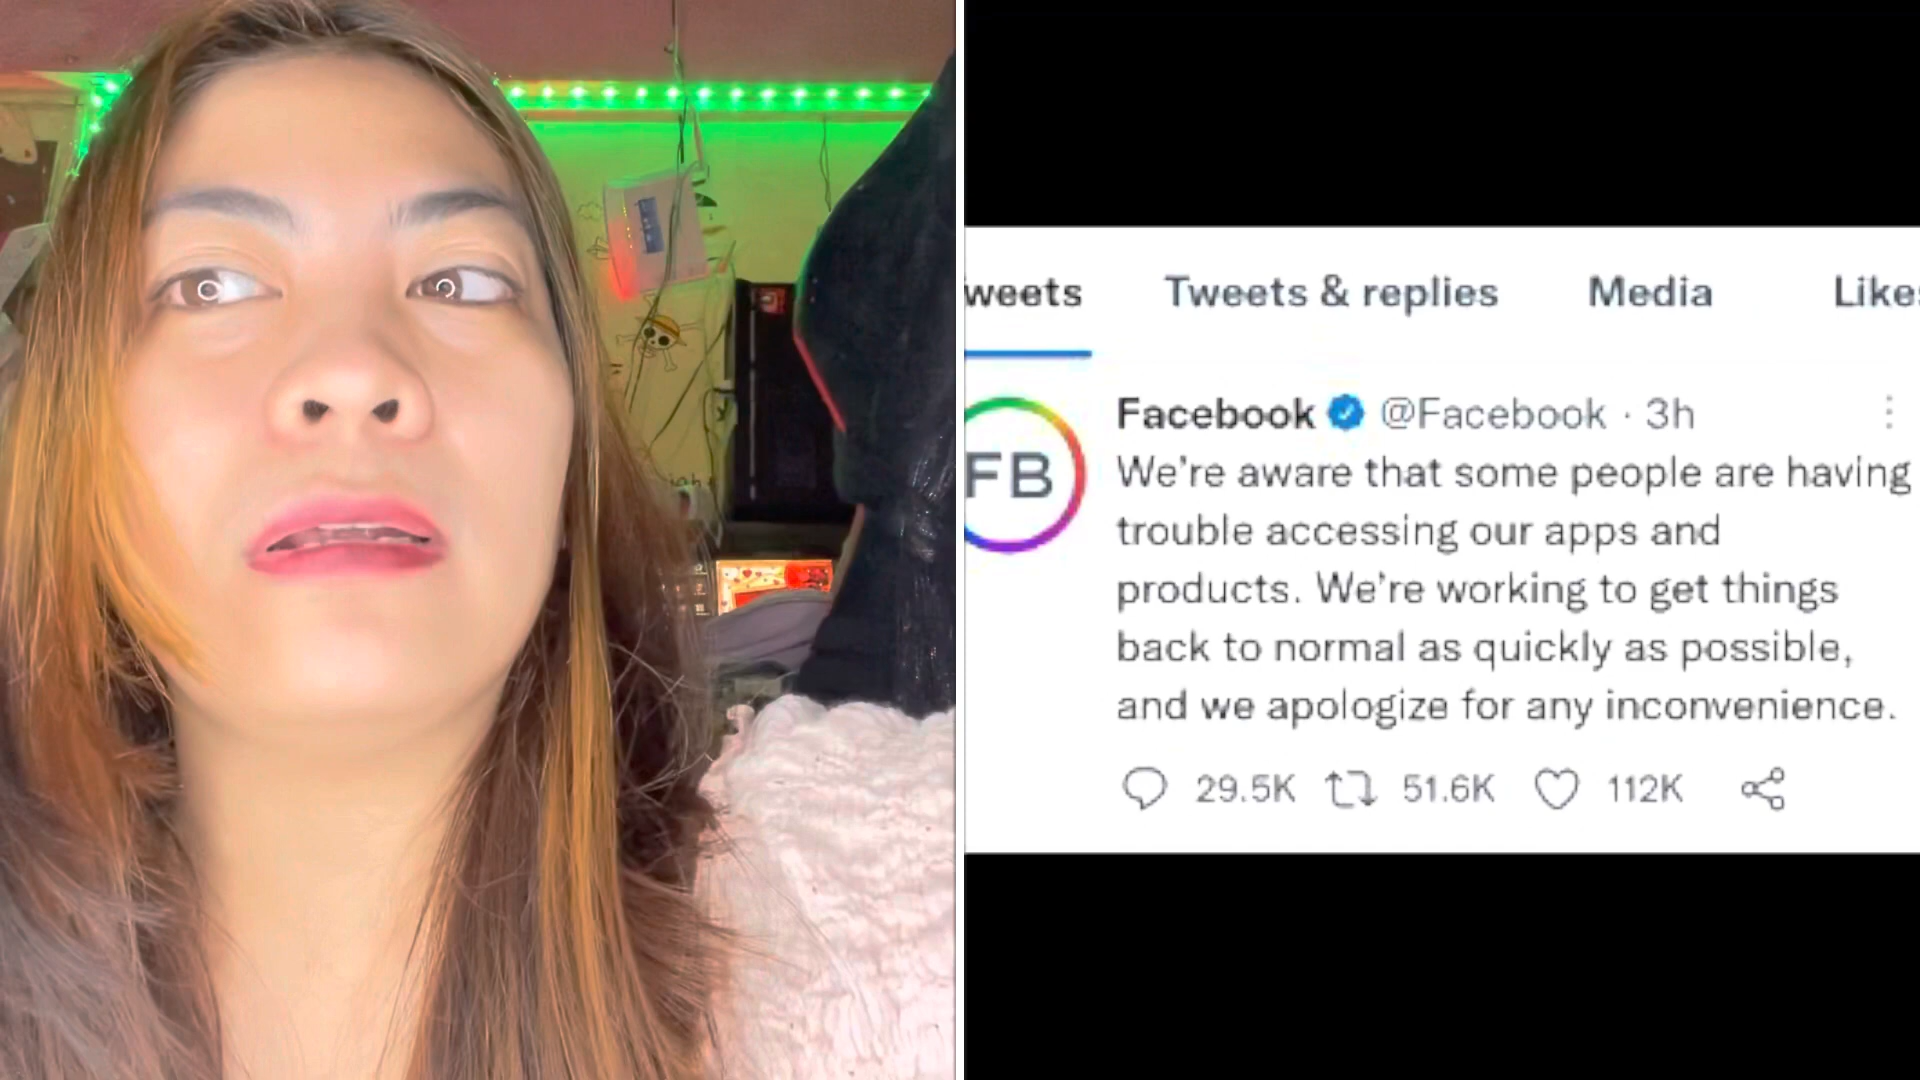 weets Tweets & replies Media Like
FB
Facebook @Facebook · 3h
We're aware that some people are having
trouble accessing our apps and
products. We're working to get things
back to normal as quickly as possible,
and we apologize for any inconvenience.
29.5K 51.6K 112K